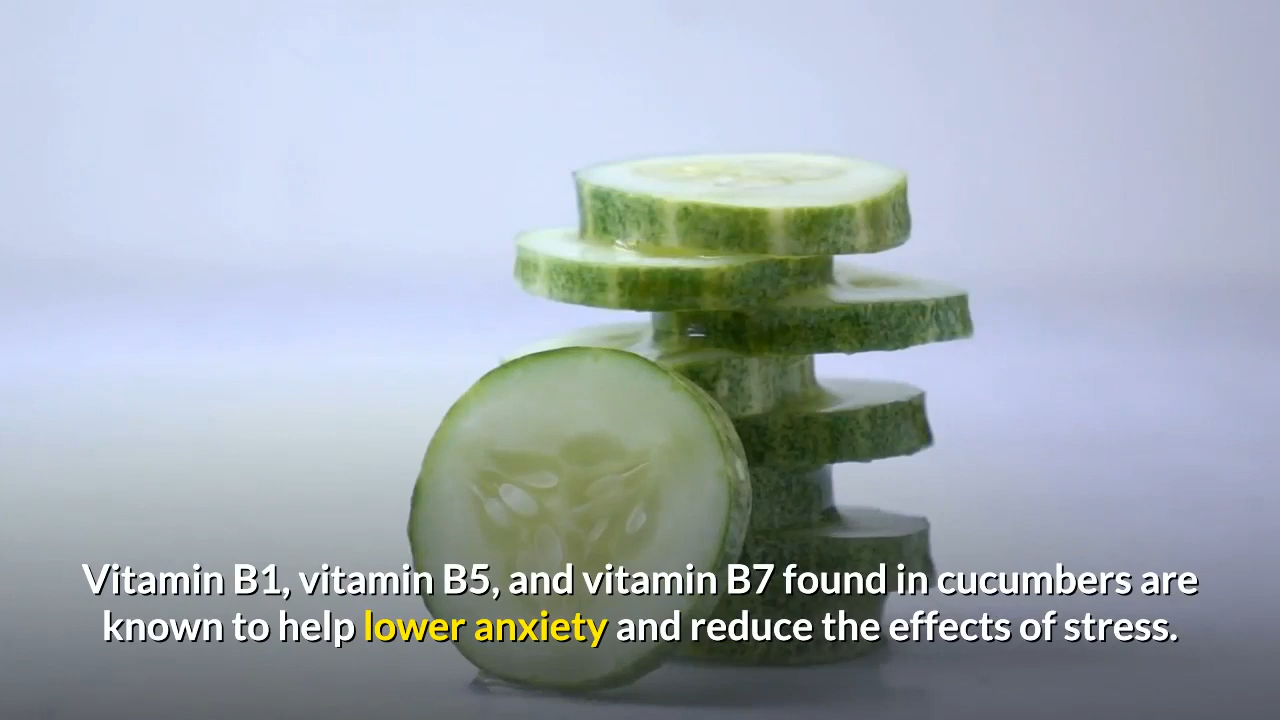 Vitamin B1, vitamin B5, and vitamin B7 found in cucumbers are
known to help lower anxiety and reduce the effects of stress.